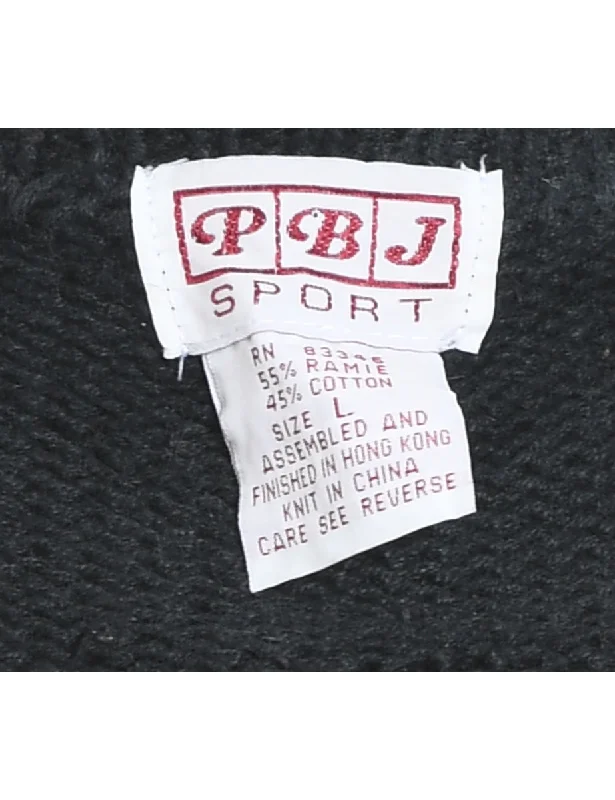 PBJ
SPORT
RN 83346
55% RAMIE
45% COTTON
SIZE L
ASSEMBLED AND
FINISHED IN HONG KONG
KNIT IN CHINA
CARE SEE REVERSE